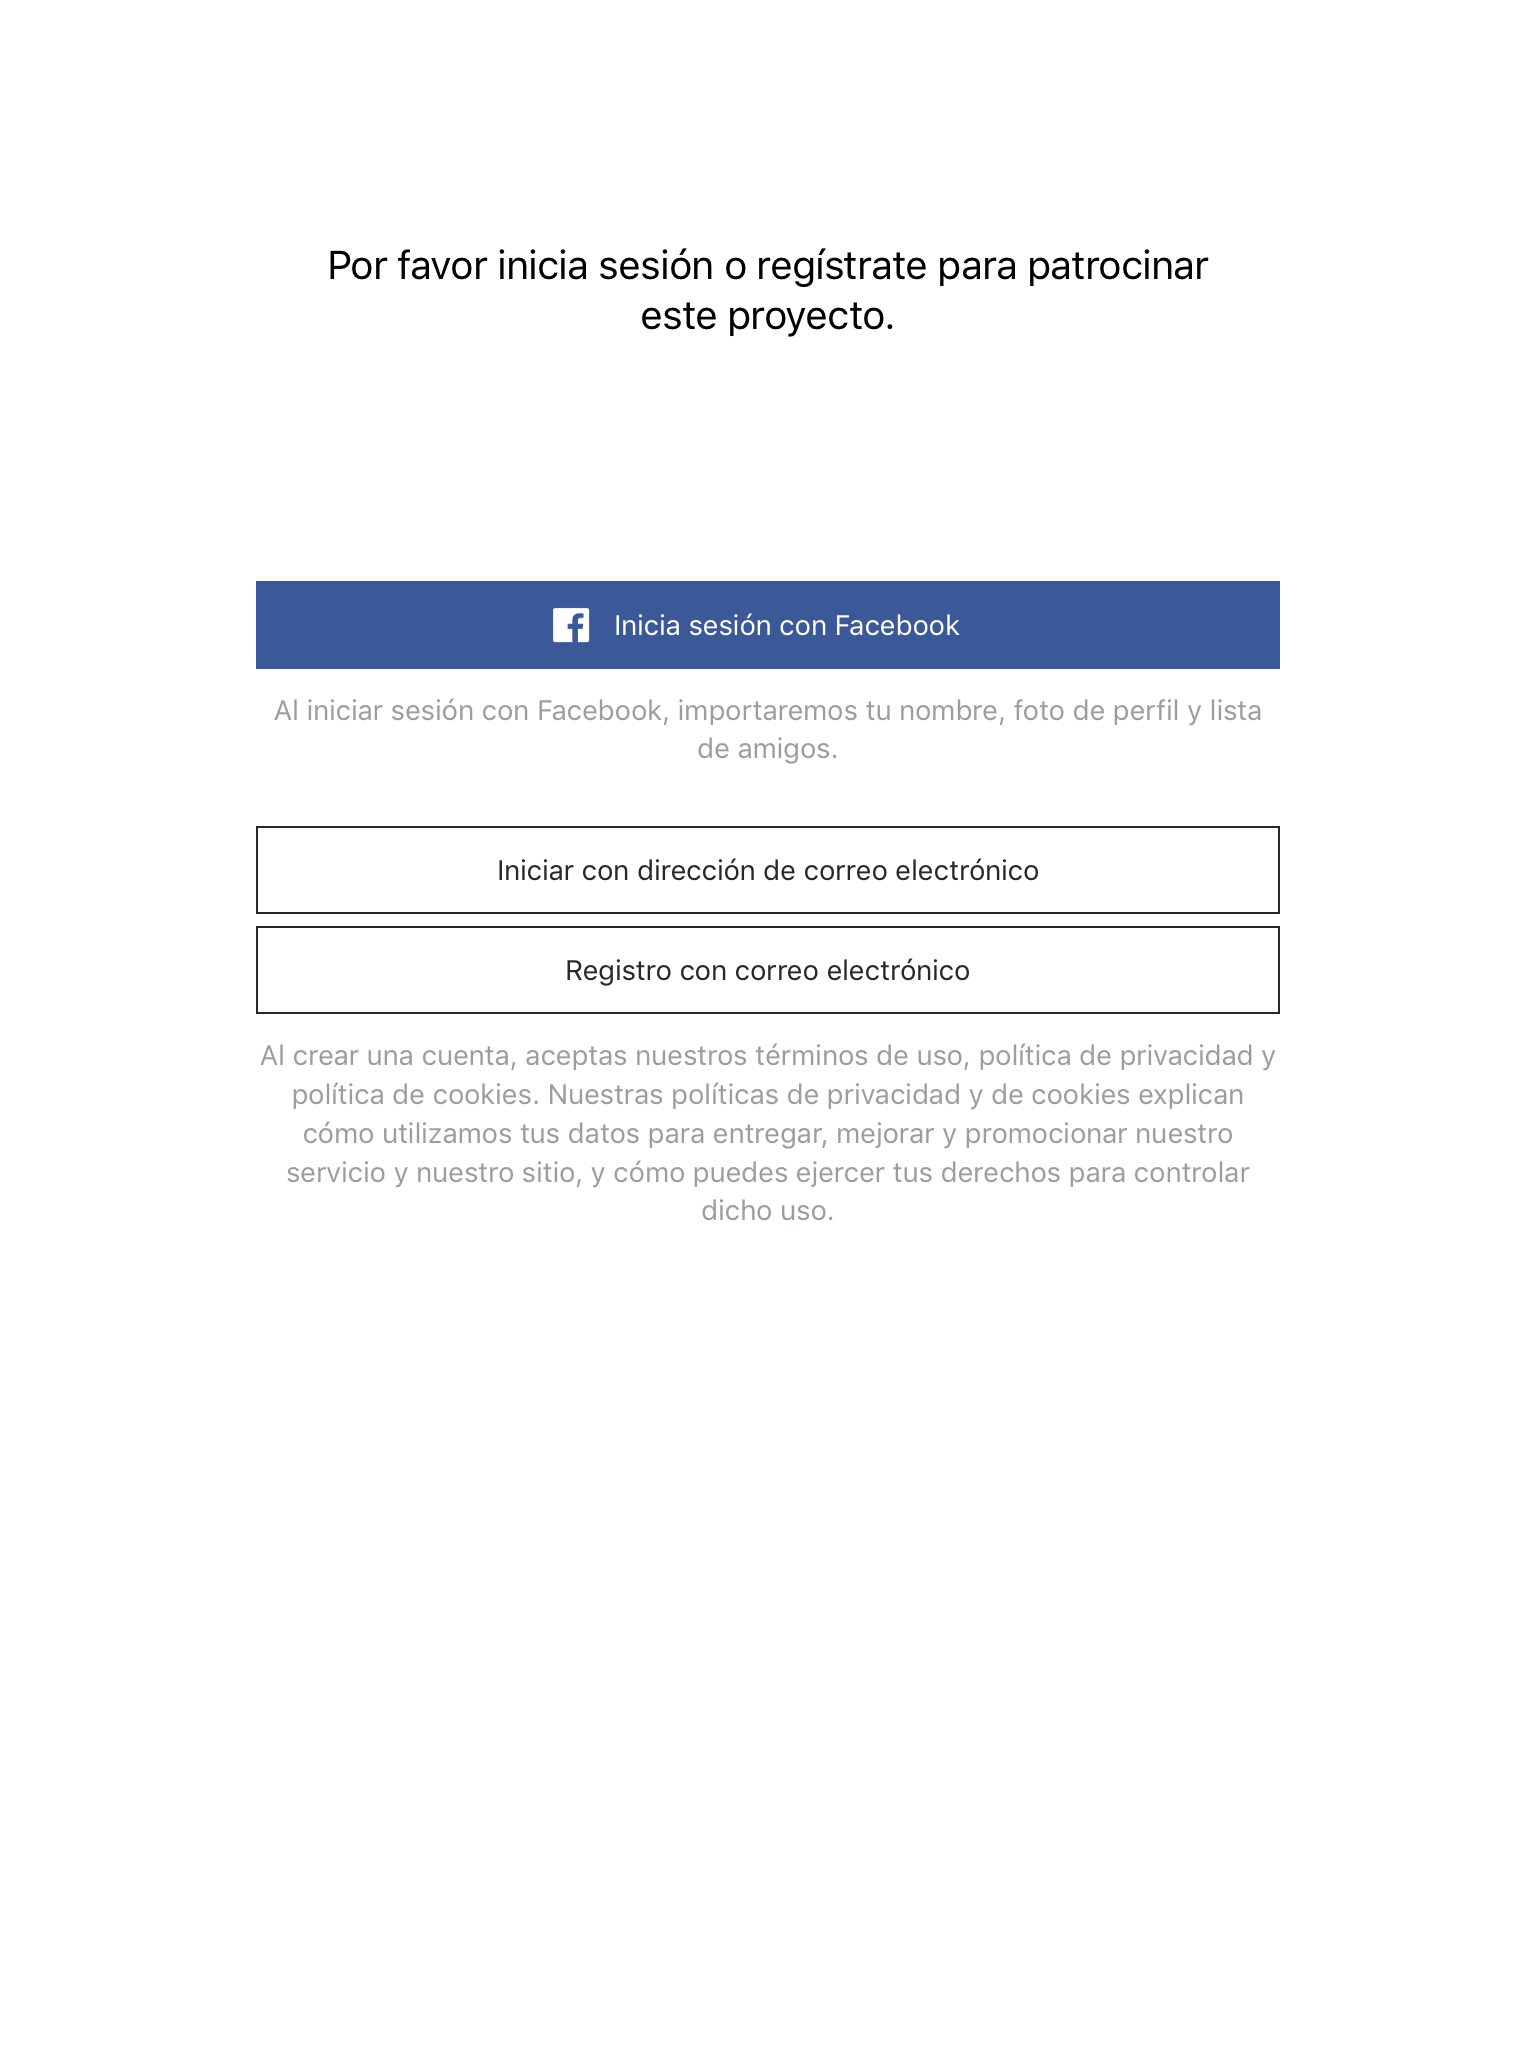 Por favor inicia sesión o regístrate para patrocinar
este proyecto.
Inicia sesión con Facebook
Al iniciar sesión con Facebook, importaremos tu nombre, foto de perfil y lista
de amigos.
Iniciar con dirección de correo electrónico
Registro con correo electrónico
Al crear una cuenta, aceptas nuestros términos de uso, política de privacidad y
política de cookies. Nuestras políticas de privacidad y de cookies explican
cómo utilizamos tus datos para entregar, mejorar y promocionar nuestro
servicio y nuestro sitio, y cómo puedes ejercer tus derechos para controlar
dicho uso.